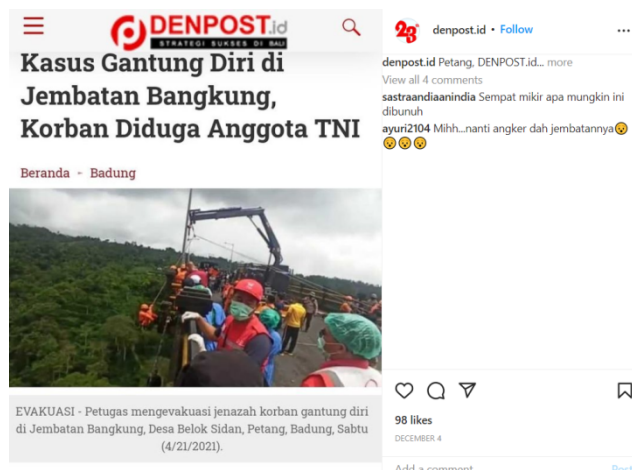 DENPOST.id
STRATEGI SUKSES DI BALI
Kasus Gantung Diri di
Jembatan Bangkung,
Korban Diduga Anggota TNI
Beranda - Badung
EVAKUASI - Petugas mengevakuasi jenazah korban gantung diri
di Jembatan Bangkung, Desa Belok Sidan, Petang, Badung, Sabtu
(4/21/2021).
denpost.id • Follow
denpost.id Petang, DENPOST.id... more
View all 4 comments
sastraandiaanindia Sempat mikir apa mungkin ini
dibunuh
ayuri2104 Mihh...nanti angker dah jembatannya😮
😮😮😮
98 likes
DECEMBER 4
Add a comment...
Post